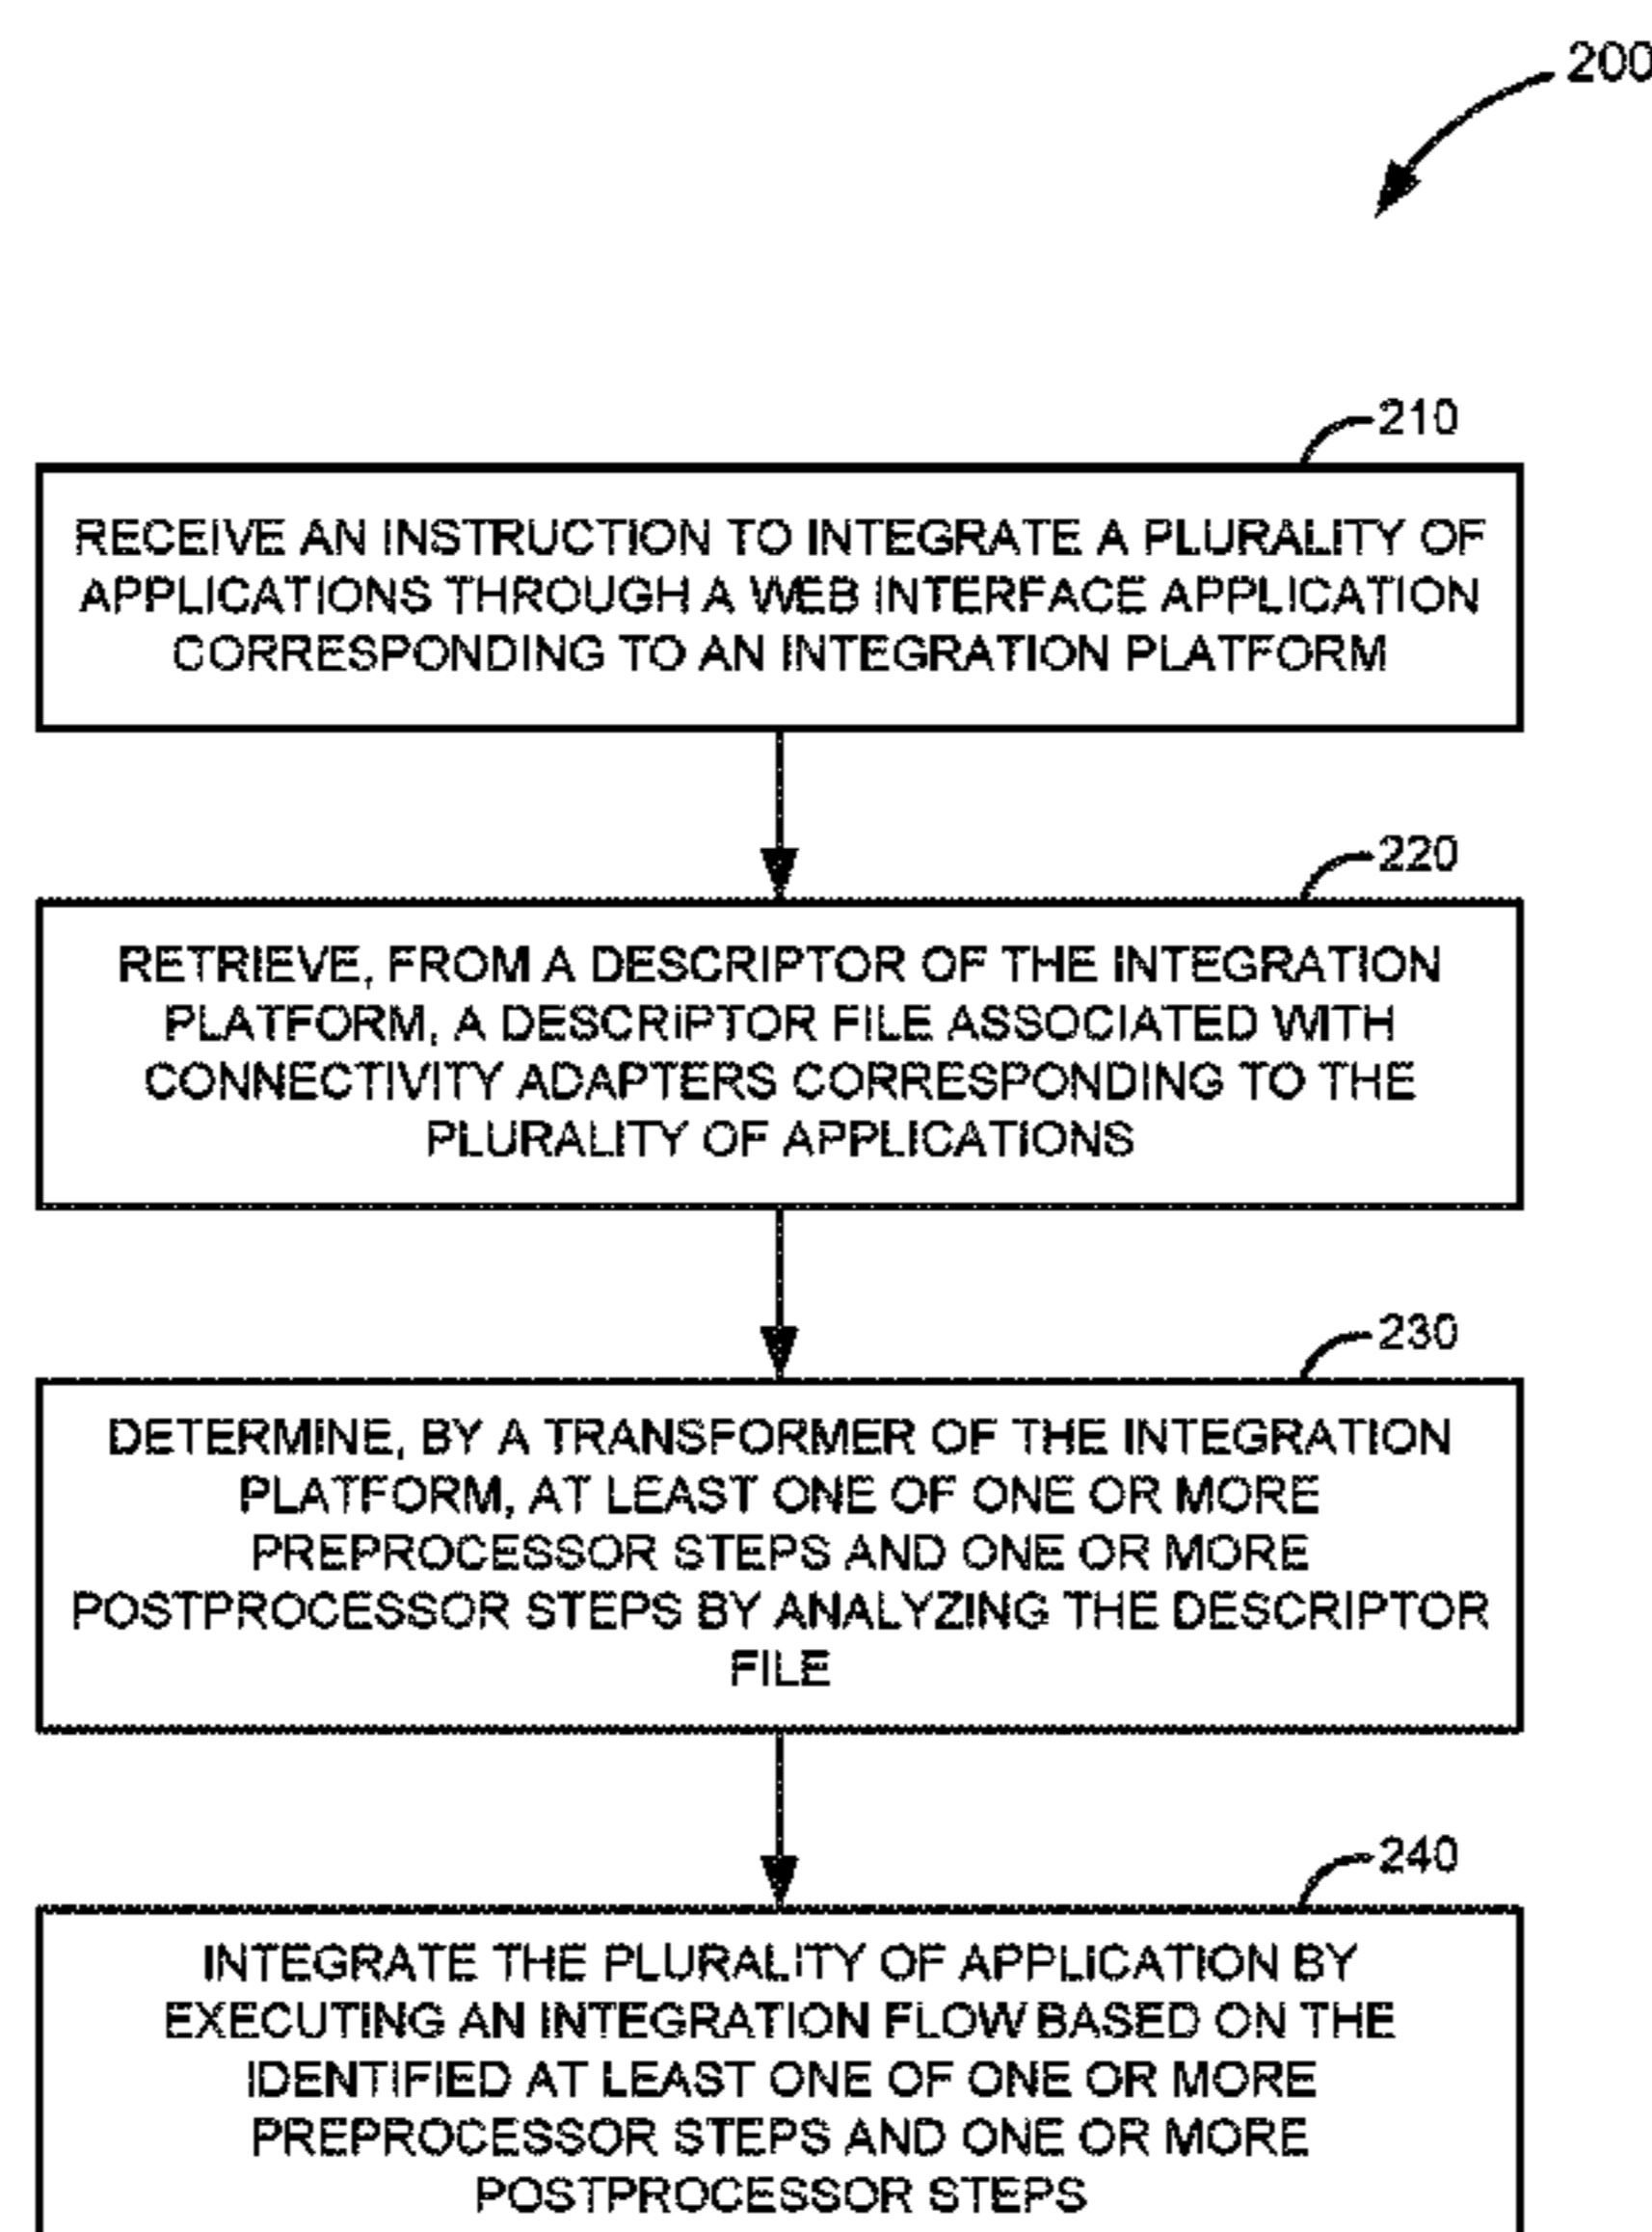 200
210
RECEIVE AN INSTRUCTION TO INTEGRATE A PLURALITY OF
APPLICATIONS THROUGH A WEB INTERFACE APPLICATION
CORRESPONDING TO AN INTEGRATION PLATFORM
220
RETRIEVE, FROM A DESCRIPTOR OF THE INTEGRATION
PLATFORM, A DESCRIPTOR FILE ASSOCIATED WITH
CONNECTIVITY ADAPTERS CORRESPONDING TO THE
PLURALITY OF APPLICATIONS
230
DETERMINE, BY A TRANSFORMER OF THE INTEGRATION
PLATFORM, AT LEAST ONE OF ONE OR MORE
PREPROCESSOR STEPS AND ONE OR MORE
POSTPROCESSOR STEPS BY ANALYZING THE DESCRIPTOR
FILE
240
INTEGRATE THE PLURALITY OF APPLICATION BY
EXECUTING AN INTEGRATION FLOW BASED ON THE
IDENTIFIED AT LEAST ONE OF ONE OR MORE
PREPROCESSOR STEPS AND ONE OR MORE
POSTPROCESSOR STEPS